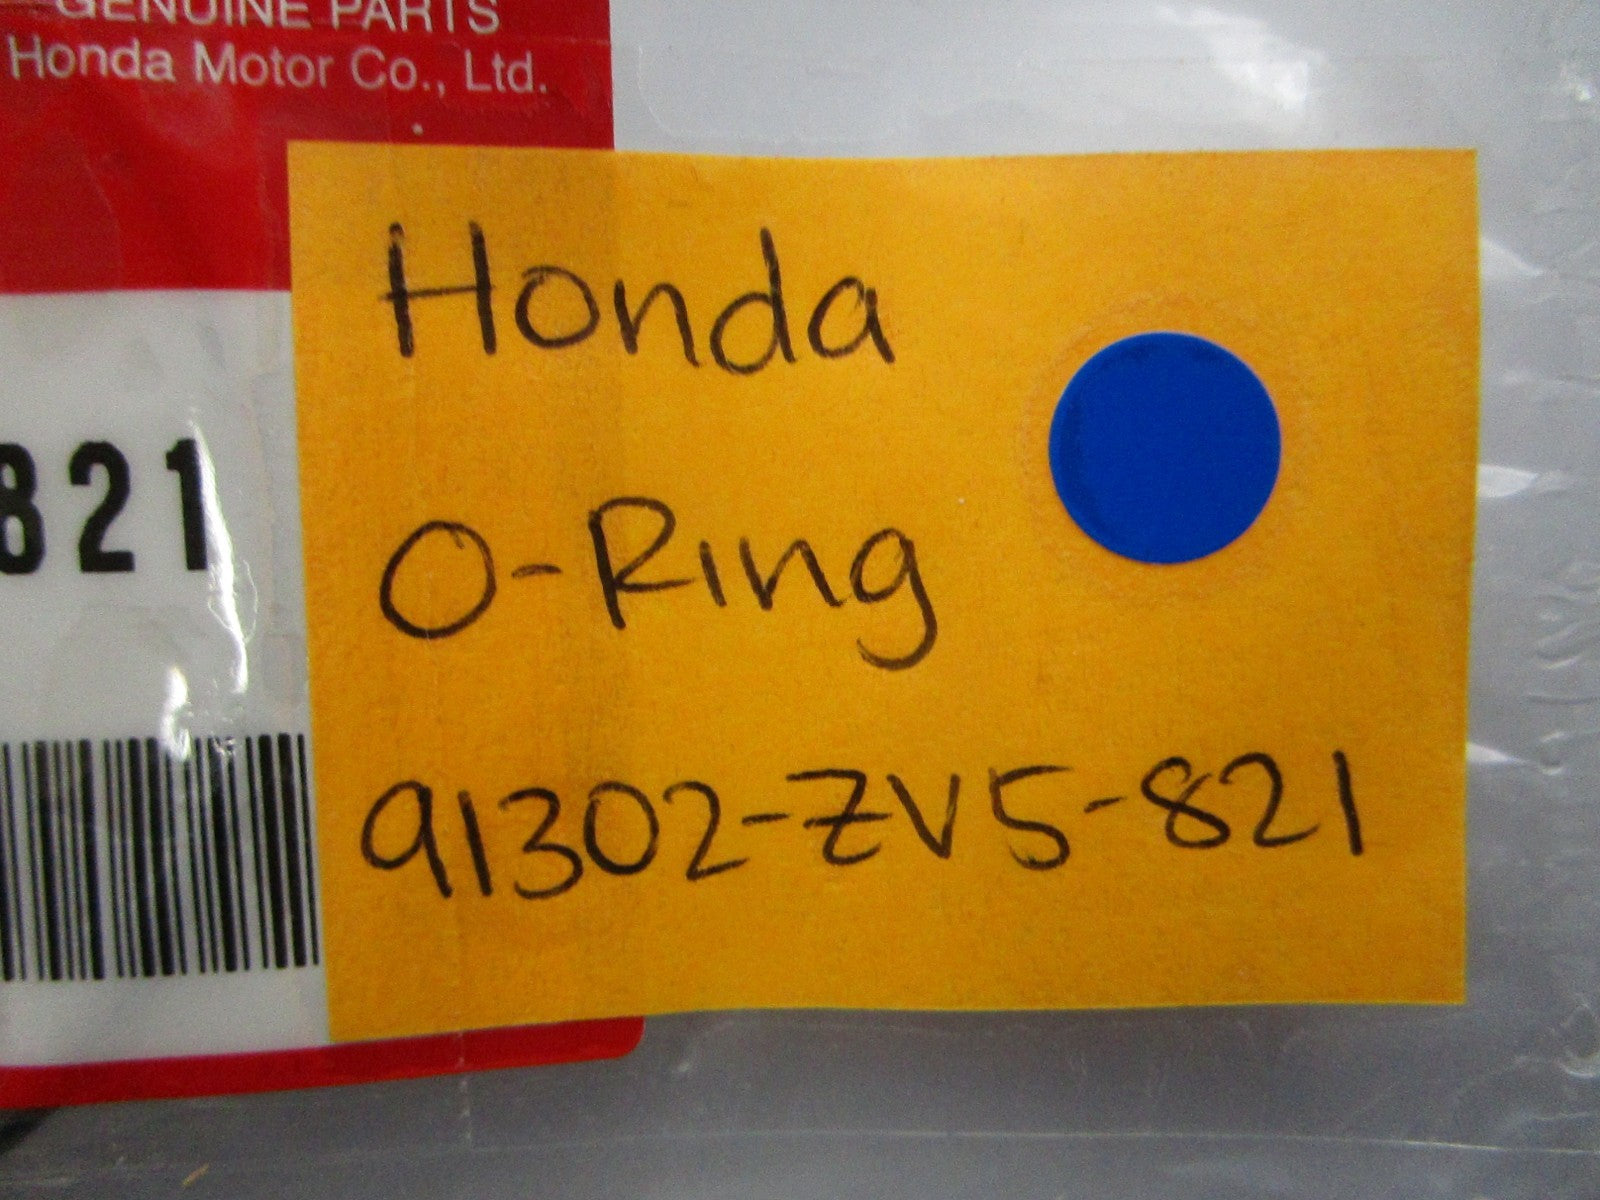 GENUINE PARTS
Honda Motor Co., Ltd.
821
Honda
O-Ring
91302-ZV5-821